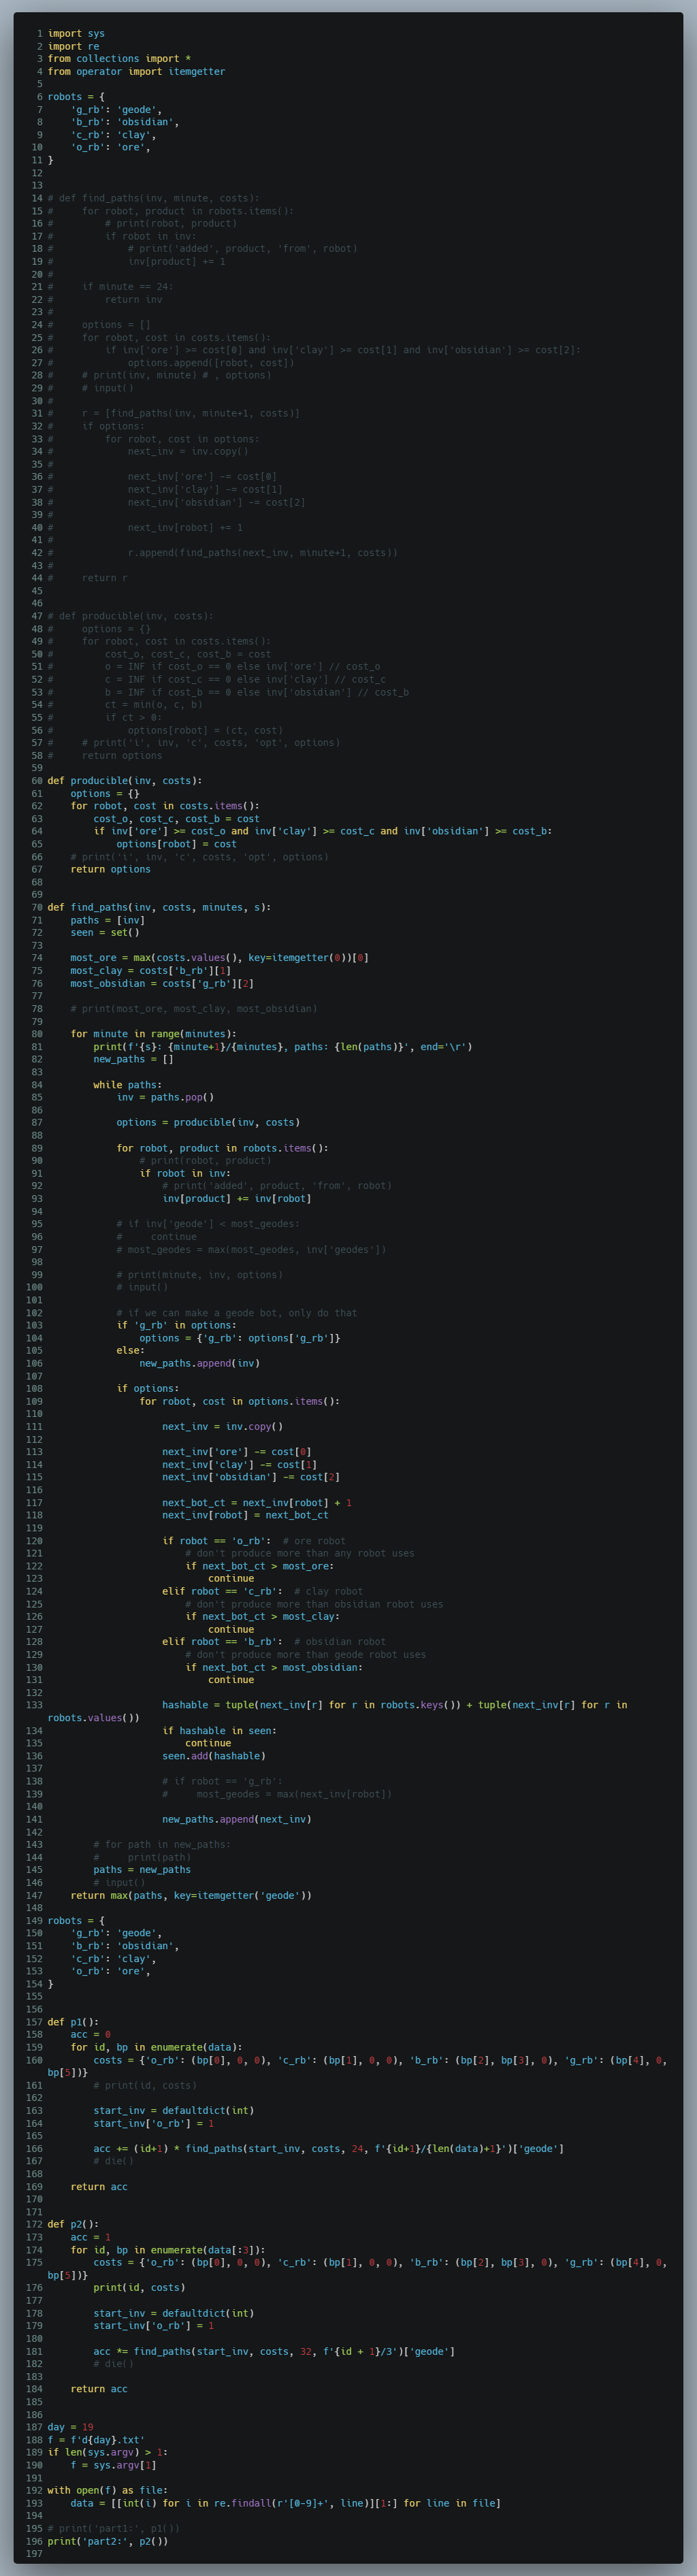 1 import sys
2 import re
3 from collections import *
4 from operator import itemgetter
5
6 robots = {
7     'g_rb': 'geode',
8     'b_rb': 'obsidian',
9     'c_rb': 'clay',
10     'o_rb': 'ore',
11 }
12
13
14 # def find_paths(inv, minute, costs):
15 #     for robot, product in robots.items():
16 #         # print(robot, product)
17 #         if robot in inv:
18 #             # print('added', product, 'from', robot)
19 #             inv[product] += 1
20 #
21 #     if minute == 24:
22 #         return inv
23 #
24 #     options = []
25 #     for robot, cost in costs.items():
26 #         if inv['ore'] >= cost[0] and inv['clay'] >= cost[1] and inv['obsidian'] >= cost[2]:
27 #             options.append([robot, cost])
28 #     # print(inv, minute) # , options)
29 #     # input()
30 #
31 #     r = [find_paths(inv, minute+1, costs)]
32 #     if options:
33 #         for robot, cost in options:
34 #             next_inv = inv.copy()
35 #
36 #             next_inv['ore'] -= cost[0]
37 #             next_inv['clay'] -= cost[1]
38 #             next_inv['obsidian'] -= cost[2]
39 #
40 #             next_inv[robot] += 1
41 #
42 #             r.append(find_paths(next_inv, minute+1, costs))
43 #
44 #     return r
45
46
47 # def producible(inv, costs):
48 #     options = {}
49 #     for robot, cost in costs.items():
50 #         cost_o, cost_c, cost_b = cost
51 #         o = INF if cost_o == 0 else inv['ore'] // cost_o
52 #         c = INF if cost_c == 0 else inv['clay'] // cost_c
53 #         b = INF if cost_b == 0 else inv['obsidian'] // cost_b
54 #         ct = min(o, c, b)
55 #         if ct > 0:
56 #             options[robot] = (ct, cost)
57 #     # print('i', inv, 'c', costs, 'opt', options)
58 #     return options
59
60 def producible(inv, costs):
61     options = {}
62     for robot, cost in costs.items():
63         cost_o, cost_c, cost_b = cost
64         if inv['ore'] >= cost_o and inv['clay'] >= cost_c and inv['obsidian'] >= cost_b:
65             options[robot] = cost
66     # print('i', inv, 'c', costs, 'opt', options)
67     return options
68
69
70 def find_paths(inv, costs, minutes, s):
71     paths = [inv]
72     seen = set()
73
74     most_ore = max(costs.values(), key=itemgetter(0))[0]
75     most_clay = costs['b_rb'][1]
76     most_obsidian = costs['g_rb'][2]
77
78     # print(most_ore, most_clay, most_obsidian)
79
80     for minute in range(minutes):
81         print(f'{s}: {minute+1}/{minutes}, paths: {len(paths)}', end='\r')
82         new_paths = []
83
84         while paths:
85             inv = paths.pop()
86
87             options = producible(inv, costs)
88
89             for robot, product in robots.items():
90                 # print(robot, product)
91                 if robot in inv:
92                     # print('added', product, 'from', robot)
93                     inv[product] += inv[robot]
94
95             # if inv['geode'] < most_geodes:
96             #     continue
97             # most_geodes = max(most_geodes, inv['geodes'])
98
99             # print(minute, inv, options)
100             # input()
101
102             # if we can make a geode bot, only do that
103             if 'g_rb' in options:
104                 options = {'g_rb': options['g_rb']}
105             else:
106                 new_paths.append(inv)
107
108             if options:
109                 for robot, cost in options.items():
110
111                     next_inv = inv.copy()
112
113                     next_inv['ore'] -= cost[0]
114                     next_inv['clay'] -= cost[1]
115                     next_inv['obsidian'] -= cost[2]
116
117                     next_bot_ct = next_inv[robot] + 1
118                     next_inv[robot] = next_bot_ct
119
120                     if robot == 'o_rb':  # ore robot
121                         # don't produce more than any robot uses
122                         if next_bot_ct > most_ore:
123                             continue
124                     elif robot == 'c_rb':  # clay robot
125                         # don't produce more than obsidian robot uses
126                         if next_bot_ct > most_clay:
127                             continue
128                     elif robot == 'b_rb':  # obsidian robot
129                         # don't produce more than geode robot uses
130                         if next_bot_ct > most_obsidian:
131                             continue
132
133                     hashable = tuple(next_inv[r] for r in robots.keys()) + tuple(next_inv[r] for r in
robots.values())
134                     if hashable in seen:
135                         continue
136                     seen.add(hashable)
137
138                     # if robot == 'g_rb':
139                     #     most_geodes = max(next_inv[robot])
140
141                     new_paths.append(next_inv)
142
143         # for path in new_paths:
144         #     print(path)
145         paths = new_paths
146         # input()
147     return max(paths, key=itemgetter('geode'))
148
149 robots = {
150     'g_rb': 'geode',
151     'b_rb': 'obsidian',
152     'c_rb': 'clay',
153     'o_rb': 'ore',
154 }
155
156
157 def p1():
158     acc = 0
159     for id, bp in enumerate(data):
160         costs = {'o_rb': (bp[0], 0, 0), 'c_rb': (bp[1], 0, 0), 'b_rb': (bp[2], bp[3], 0), 'g_rb': (bp[4], 0,
bp[5])}
161         # print(id, costs)
162
163         start_inv = defaultdict(int)
164         start_inv['o_rb'] = 1
165
166         acc += (id+1) * find_paths(start_inv, costs, 24, f'{id+1}/{len(data)+1}')['geode']
167         # die()
168
169     return acc
170
171
172 def p2():
173     acc = 1
174     for id, bp in enumerate(data[:3]):
175         costs = {'o_rb': (bp[0], 0, 0), 'c_rb': (bp[1], 0, 0), 'b_rb': (bp[2], bp[3], 0), 'g_rb': (bp[4], 0,
bp[5])}
176         print(id, costs)
177
178         start_inv = defaultdict(int)
179         start_inv['o_rb'] = 1
180
181         acc *= find_paths(start_inv, costs, 32, f'{id + 1}/3')['geode']
182         # die()
183
184     return acc
185
186
187 day = 19
188 f = f'd{day}.txt'
189 if len(sys.argv) > 1:
190     f = sys.argv[1]
191
192 with open(f) as file:
193     data = [[int(i) for i in re.findall(r'[0-9]+', line)][1:] for line in file]
194
195 # print('part1:', p1())
196 print('part2:', p2())
197